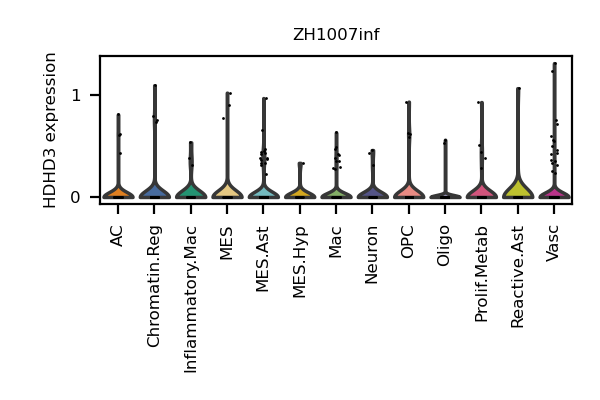 ZH1007inf
HDHD3 expression
1
0
AC
Chromatin.Reg
Inflammatory.Mac
MES
MES.Ast
MES.Hyp
Mac
Neuron
OPC
Oligo
Prolif.Metab
Reactive.Ast
Vasc